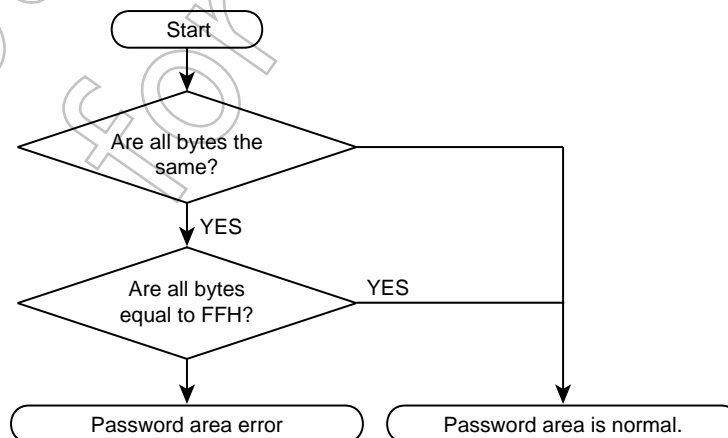 Start
Are all bytes the
same?
YES
Are all bytes
equal to FFH?
YES
Password area error
Password area is normal.